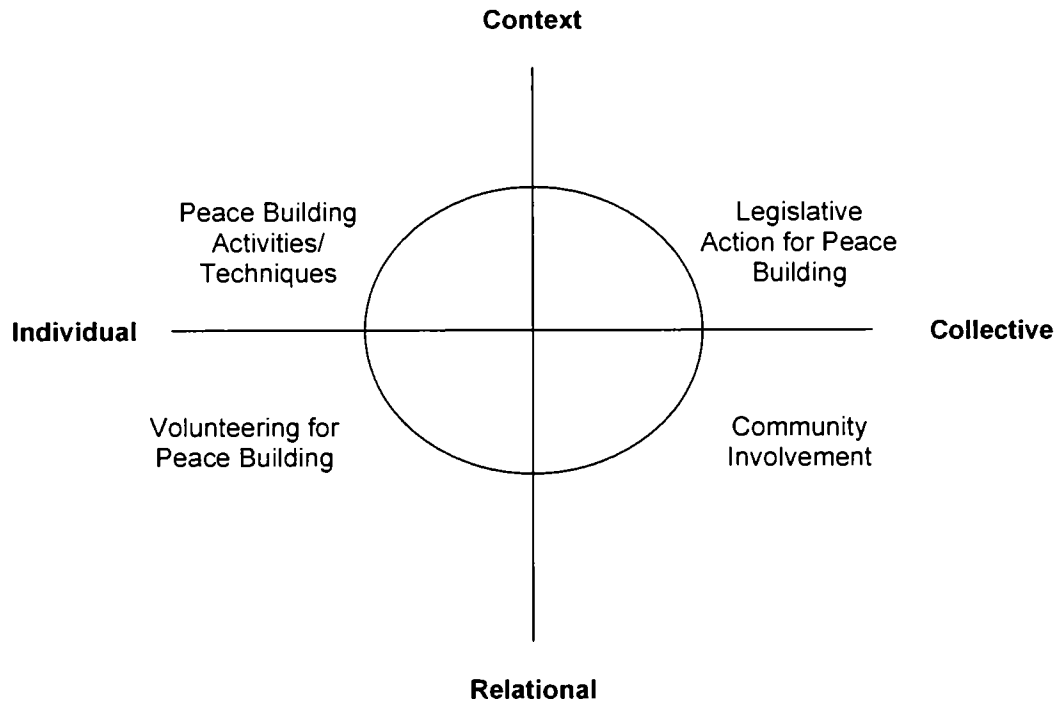 Context
Peace Building
Activities/
Techniques
Legislative
Action for Peace
Building
Individual
Collective
Volunteering for
Peace Building
Community
Involvement
Relational